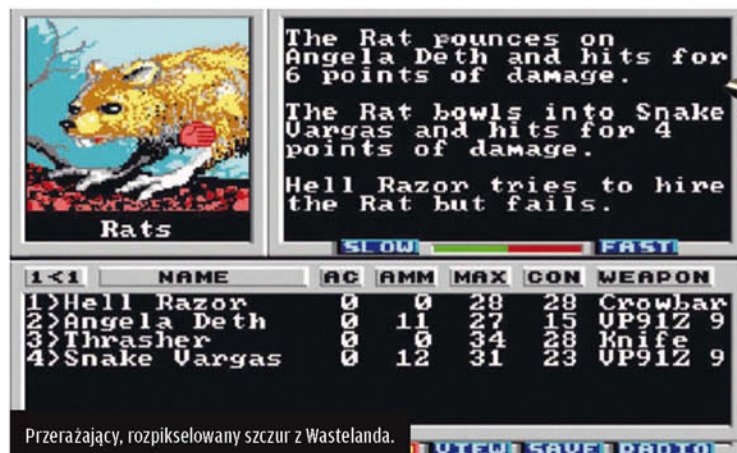 The Rat pounces on
Angela Deth and hits for
6 points of damage.
The Rat bowls into Snake
Vargas and hits for 4
points of damage.
Hell Razor tries to hire
the Rat but fails.
Rats
SLOW FAST
1<1 NAME AC AMM MAX CON WEAPON
1>Hell Razor 0 0 28 28 Crowbar
2>Angela Deth 0 11 27 15 VP91Z 9
3>Thrasher 0 0 34 28 Knife
4>Snake Vargas 0 12 31 23 VP91Z 9
Przerażający, rozpikselowany szczur z Wastelanda.
VIEW SAVE RADIO